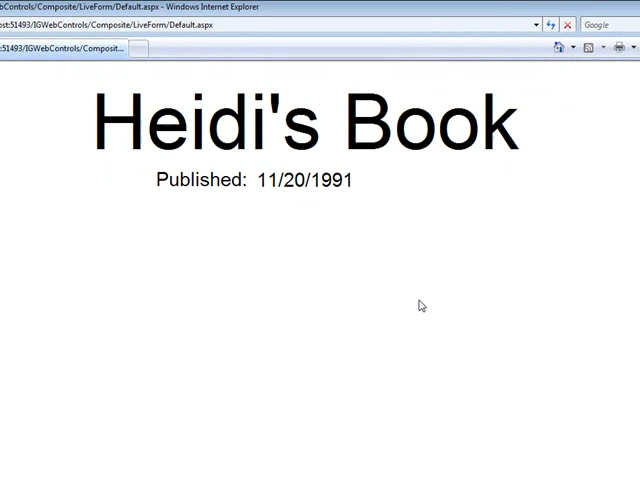 bControls/Composite/LiveForm/Default.aspx - Windows Internet Explorer
ost:51493/IGWebControls/Composite/LiveForm/Default.aspx
Google
:51493/IGWebControls/Composit...
Heidi's Book
Published: 11/20/1991